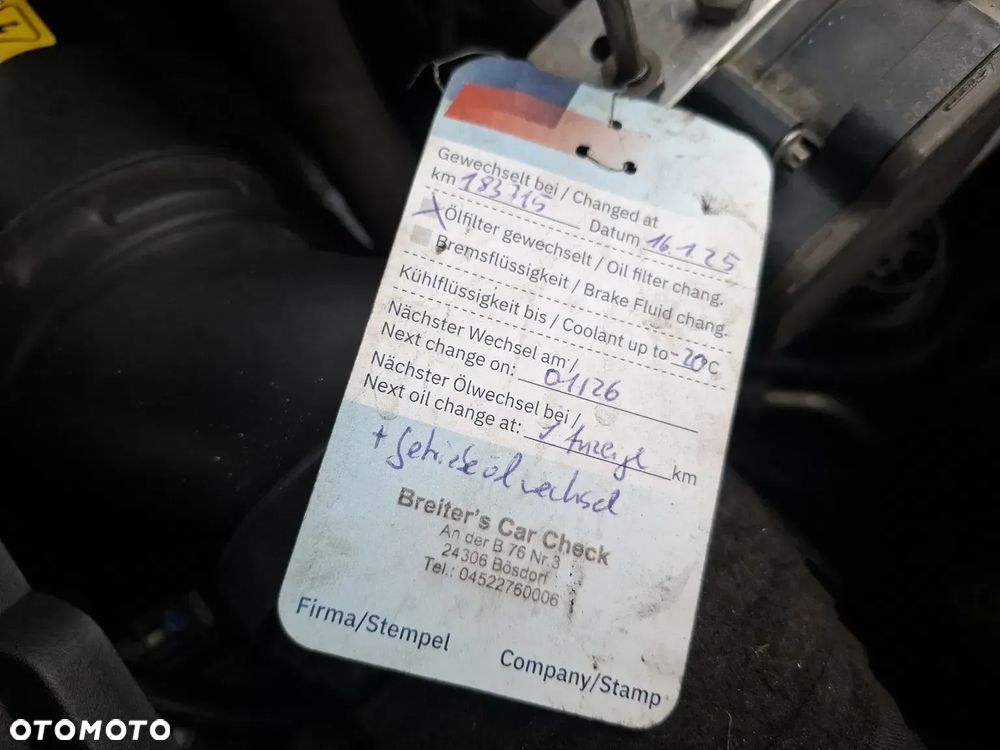 Gewechselt bei / Changed at
km 183715 Datum 16.1.25
X Ölfilter gewechselt / Oil filter chang.
Bremsflüssigkeit / Brake Fluid chang.
Kühlflüssigkeit bis / Coolant up to -20 C
Nächster Wechsel am: /
Next change on: 01/26
Nächster Ölwechsel bei /
Next oil change at: / Anzeige km
+ Getriebeölwechsel
Breiter's Car Check
An der B 76 Nr.3
24306 Bösdorf
Tel.: 04522760006
Firma/Stempel
Company/Stamp
OTOMOTO